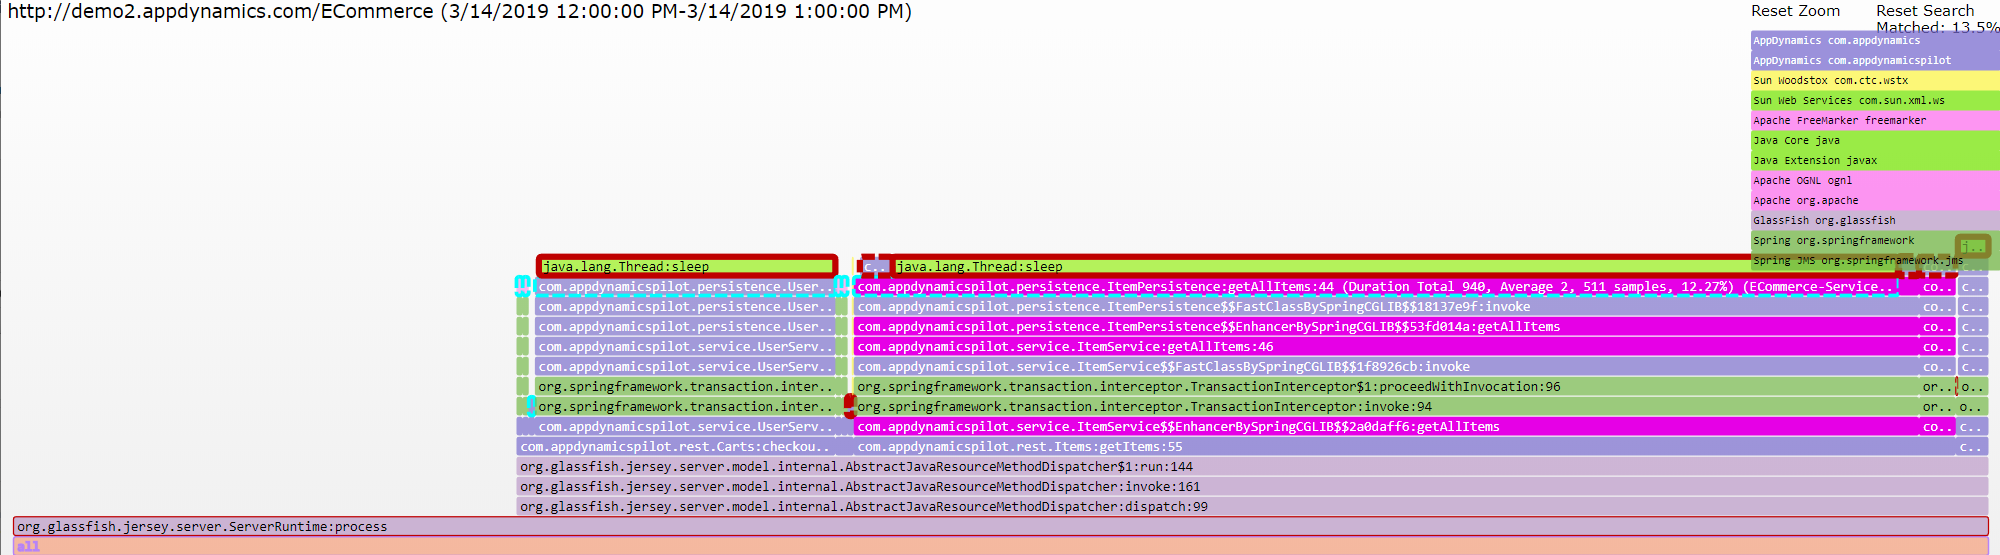 http://demo2.appdynamics.com/ECommerce (3/14/2019 12:00:00 PM-3/14/2019 1:00:00 PM)
Reset Zoom
Reset Search
Matched: 13.5%
AppDynamics com.appdynamics
AppDynamics com.appdynamicspilot
Sun Woodstox com.ctc.wstx
Sun Web Services com.sun.xml.ws
Apache FreeMarker freemarker
Java Core java
Java Extension javax
Apache OGNL ognl
Apache org.apache
GlassFish org.glassfish
Spring org.springframework
j..
Spring JMS org.springframework.jms
java.lang.Thread:sleep
c..
java.lang.Thread:sleep
com.appdynamicspilot.persistence.User..
com.appdynamicspilot.persistence.ItemPersistence:getAllItems:44 (Duration Total 940, Average 2, 511 samples, 12.27%) (ECommerce-Service..
co..
c..
com.appdynamicspilot.persistence.User..
com.appdynamicspilot.persistence.ItemPersistence$$FastClassBySpringCGLIB$$18137e9f:invoke
co..
c..
com.appdynamicspilot.persistence.User..
com.appdynamicspilot.persistence.ItemPersistence$$EnhancerBySpringCGLIB$$53fd014a:getAllItems
co..
c..
com.appdynamicspilot.service.UserServ..
com.appdynamicspilot.service.ItemService:getAllItems:46
co..
c..
com.appdynamicspilot.service.UserServ..
com.appdynamicspilot.service.ItemService$$FastClassBySpringCGLIB$$1f8926cb:invoke
co..
c..
org.springframework.transaction.inter..
org.springframework.transaction.interceptor.TransactionInterceptor$1:proceedWithInvocation:96
or..
o..
org.springframework.transaction.inter..
org.springframework.transaction.interceptor.TransactionInterceptor:invoke:94
or..
o..
com.appdynamicspilot.service.UserServ..
com.appdynamicspilot.service.ItemService$$EnhancerBySpringCGLIB$$2a0daff6:getAllItems
co..
c..
com.appdynamicspilot.rest.Carts:checkou..
com.appdynamicspilot.rest.Items:getItems:55
c..
org.glassfish.jersey.server.model.internal.AbstractJavaResourceMethodDispatcher$1:run:144
org.glassfish.jersey.server.model.internal.AbstractJavaResourceMethodDispatcher:invoke:161
org.glassfish.jersey.server.model.internal.AbstractJavaResourceMethodDispatcher:dispatch:99
org.glassfish.jersey.server.ServerRuntime:process
all